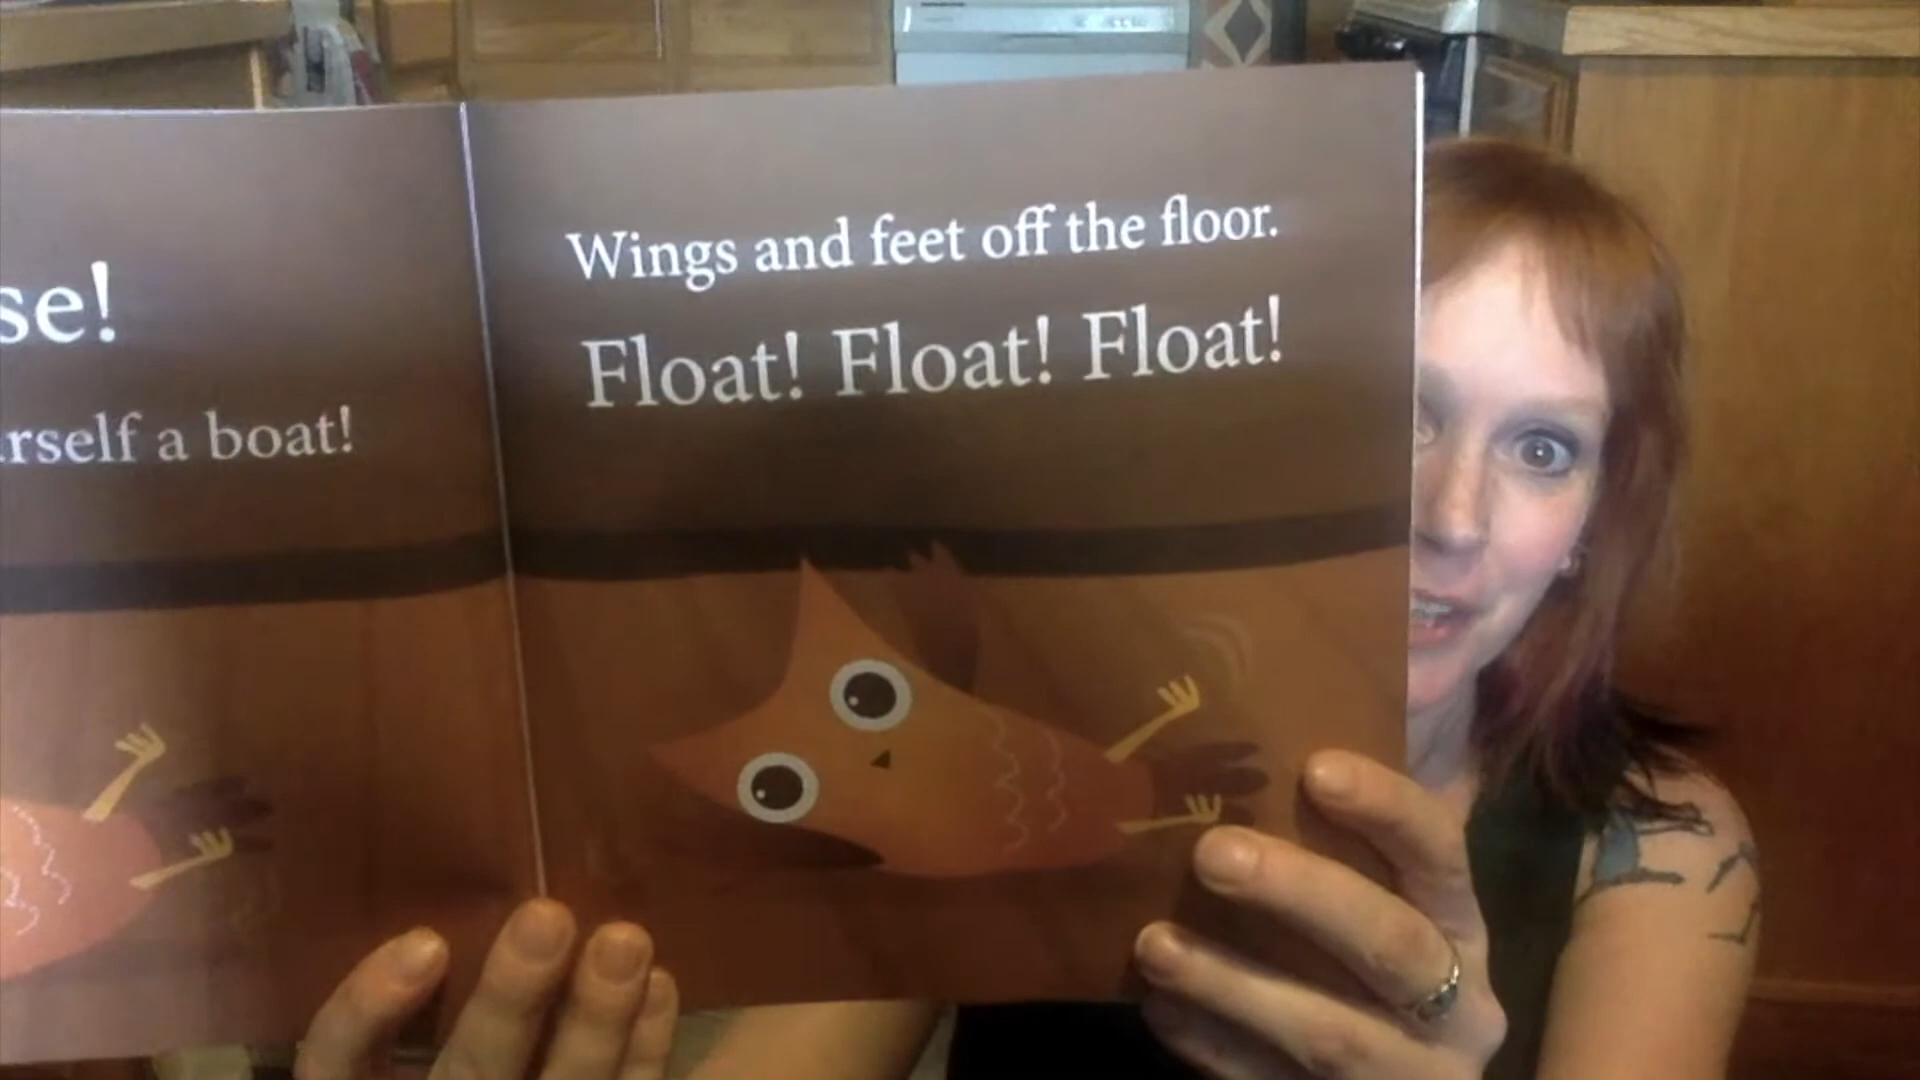 se!
rself a boat!
Wings and feet off the floor.
Float! Float! Float!